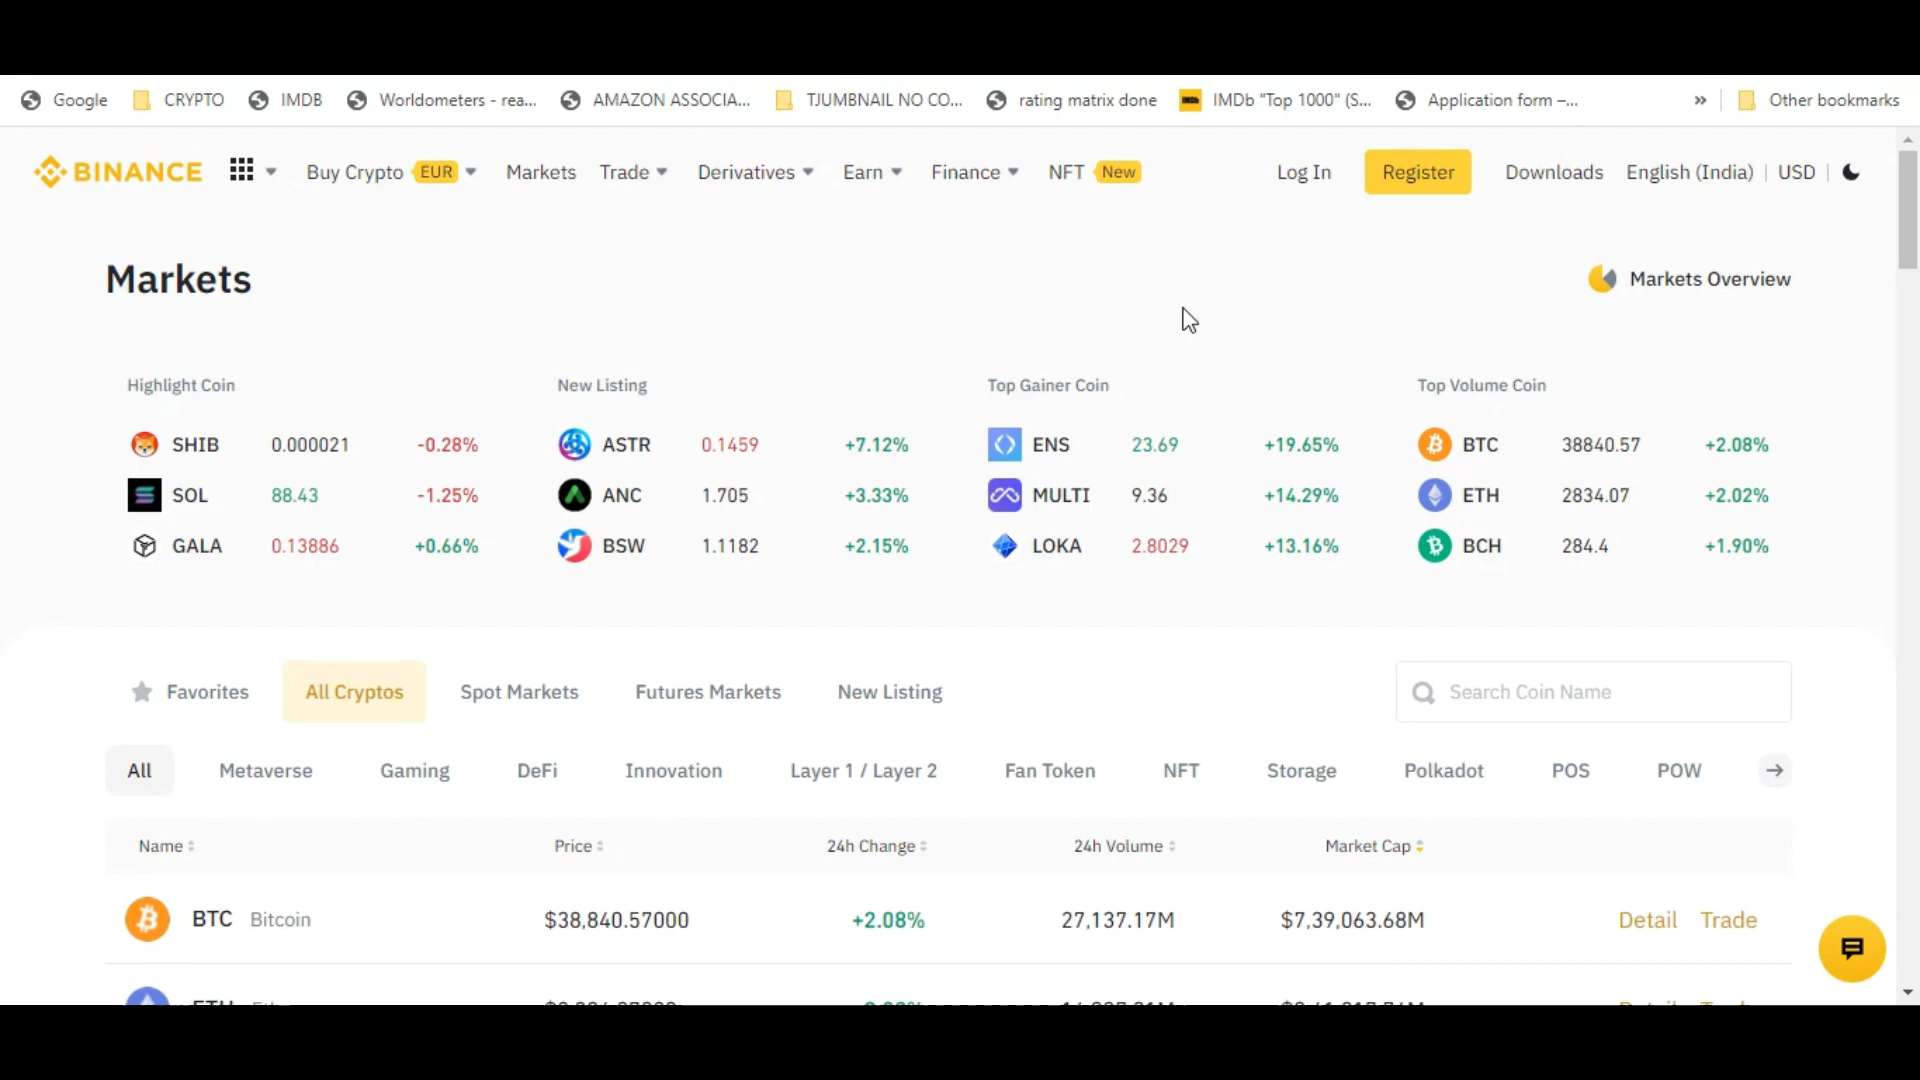 Google CRYPTO IMDB Worldometers - rea... AMAZON ASSOCIA... TJUMBNAIL NO CO... rating matrix done IMDb "Top 1000" (S... Application form –... » Other bookmarks
BINANCE Buy Crypto EUR Markets Trade Derivatives Earn Finance NFT New Log In Register Downloads English (India) USD
Markets
Markets Overview
Highlight Coin New Listing Top Gainer Coin Top Volume Coin
SHIB 0.000021 -0.28% ASTR 0.1459 +7.12% ENS 23.69 +19.65% BTC 38840.57 +2.08%
SOL 88.43 -1.25% ANC 1.705 +3.33% MULTI 9.36 +14.29% ETH 2834.07 +2.02%
GALA 0.13886 +0.66% BSW 1.1182 +2.15% LOKA 2.8029 +13.16% BCH 284.4 +1.90%
Favorites All Cryptos Spot Markets Futures Markets New Listing Search Coin Name
All Metaverse Gaming DeFi Innovation Layer 1 / Layer 2 Fan Token NFT Storage Polkadot POS POW
Name Price 24h Change 24h Volume Market Cap
BTC Bitcoin $38,840.57000 +2.08% 27,137.17M $7,39,063.68M Detail Trade
ETH